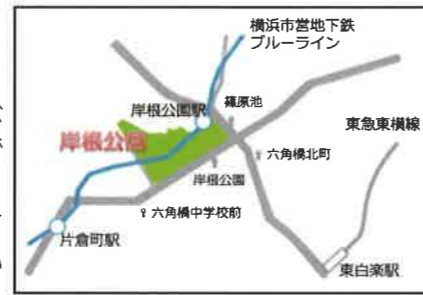 横浜市営地下鉄
ブルーライン
岸根公園駅
篠原池
東急東横線
岸根公園
六角橋北町
岸根公園
六角橋中学校前
片倉町駅
東白楽駅